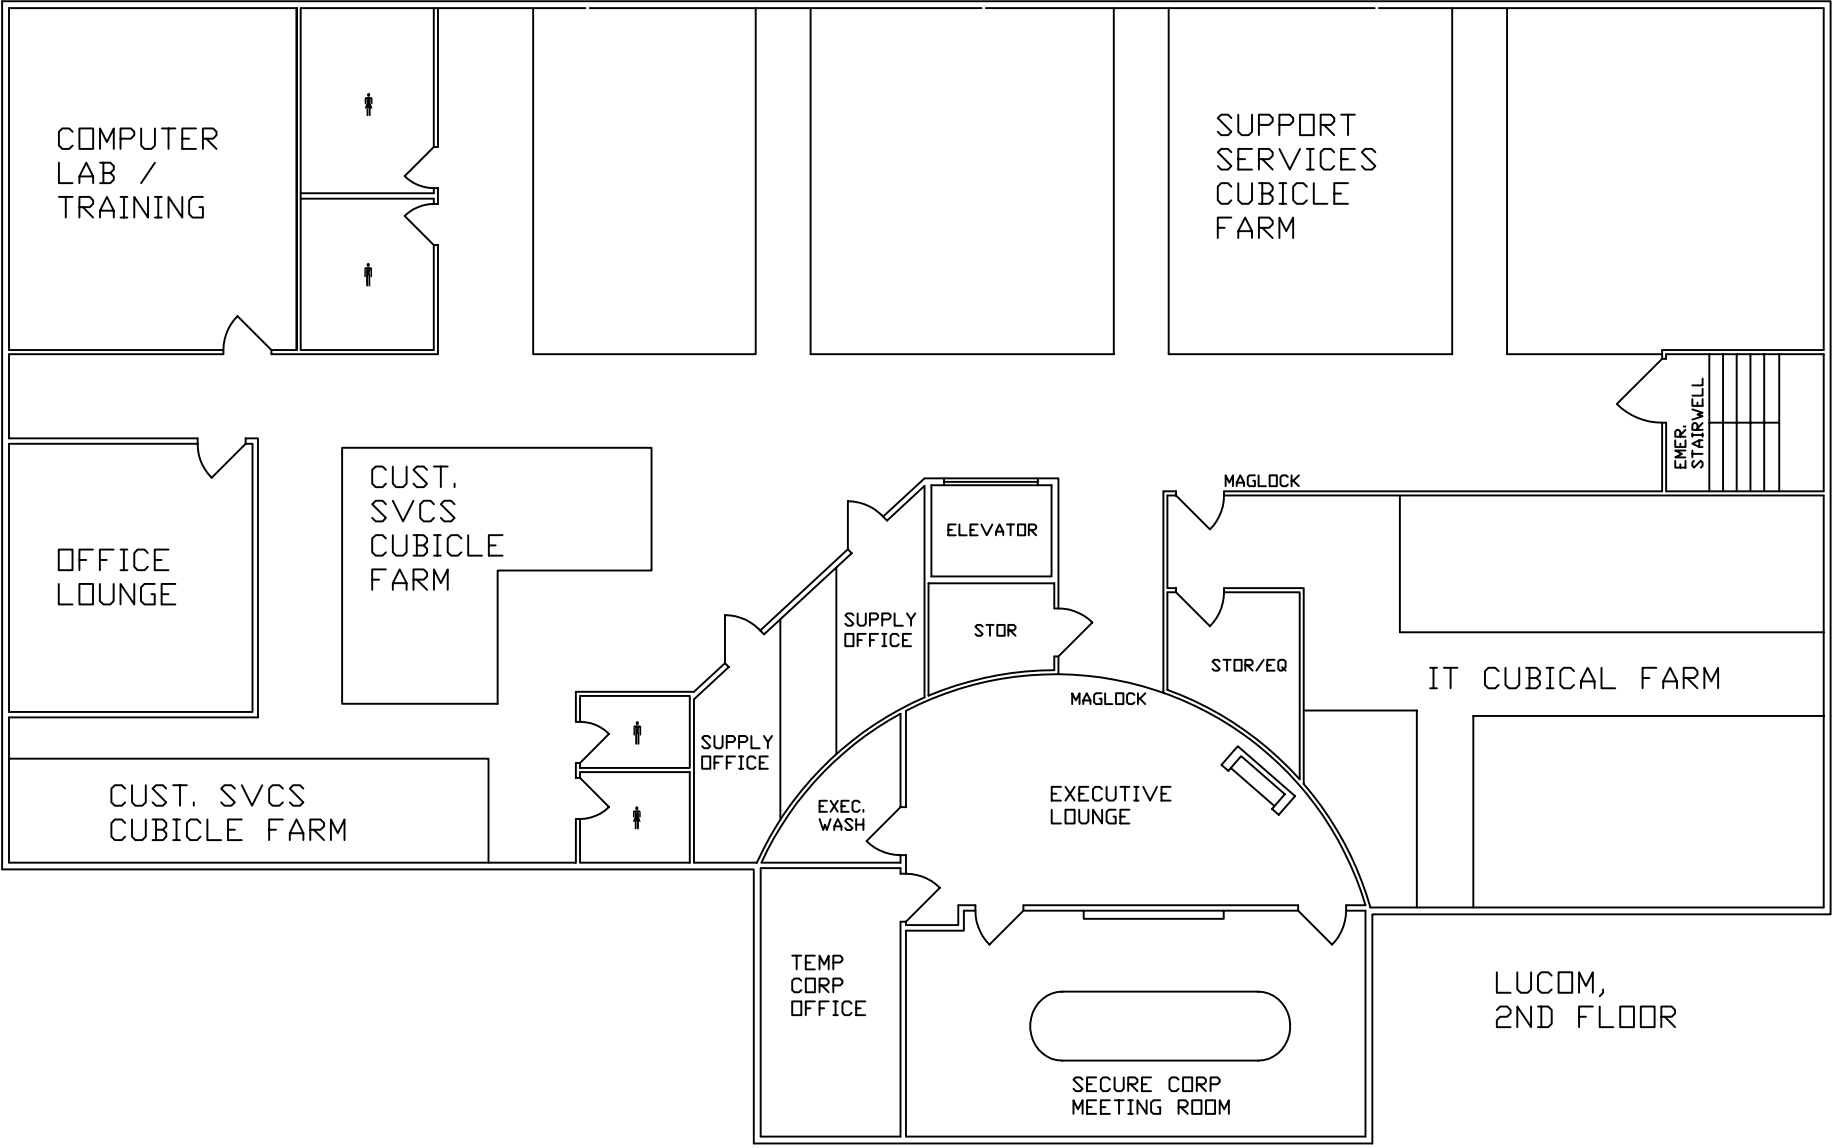 COMPUTER
LAB /
TRAINING
SUPPORT
SERVICES
CUBICLE
FARM
EMER.
STAIRWELL
OFFICE
LOUNGE
CUST.
SVCS
CUBICLE
FARM
MAGLOCK
ELEVATOR
SUPPLY
OFFICE
STOR
STOR/EQ
IT CUBICAL FARM
MAGLOCK
SUPPLY
OFFICE
CUST. SVCS
CUBICLE FARM
EXEC.
WASH
EXECUTIVE
LOUNGE
TEMP
CORP
OFFICE
LUCOM,
2ND FLOOR
SECURE CORP
MEETING ROOM